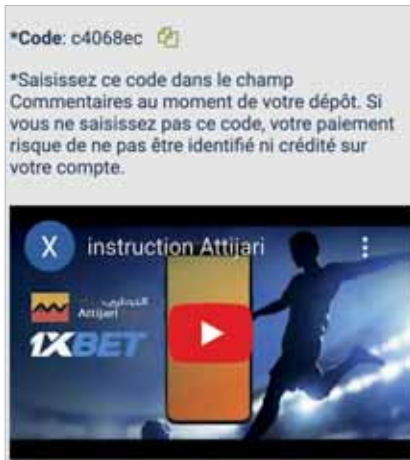 *Code: c4068ec
*Saisissez ce code dans le champ
Commentaires au moment de votre dépôt. Si
vous ne saisissez pas ce code, votre paiement
risque de ne pas être identifié ni crédité sur
votre compte.
X instruction Attijari
Attijari
1XBET